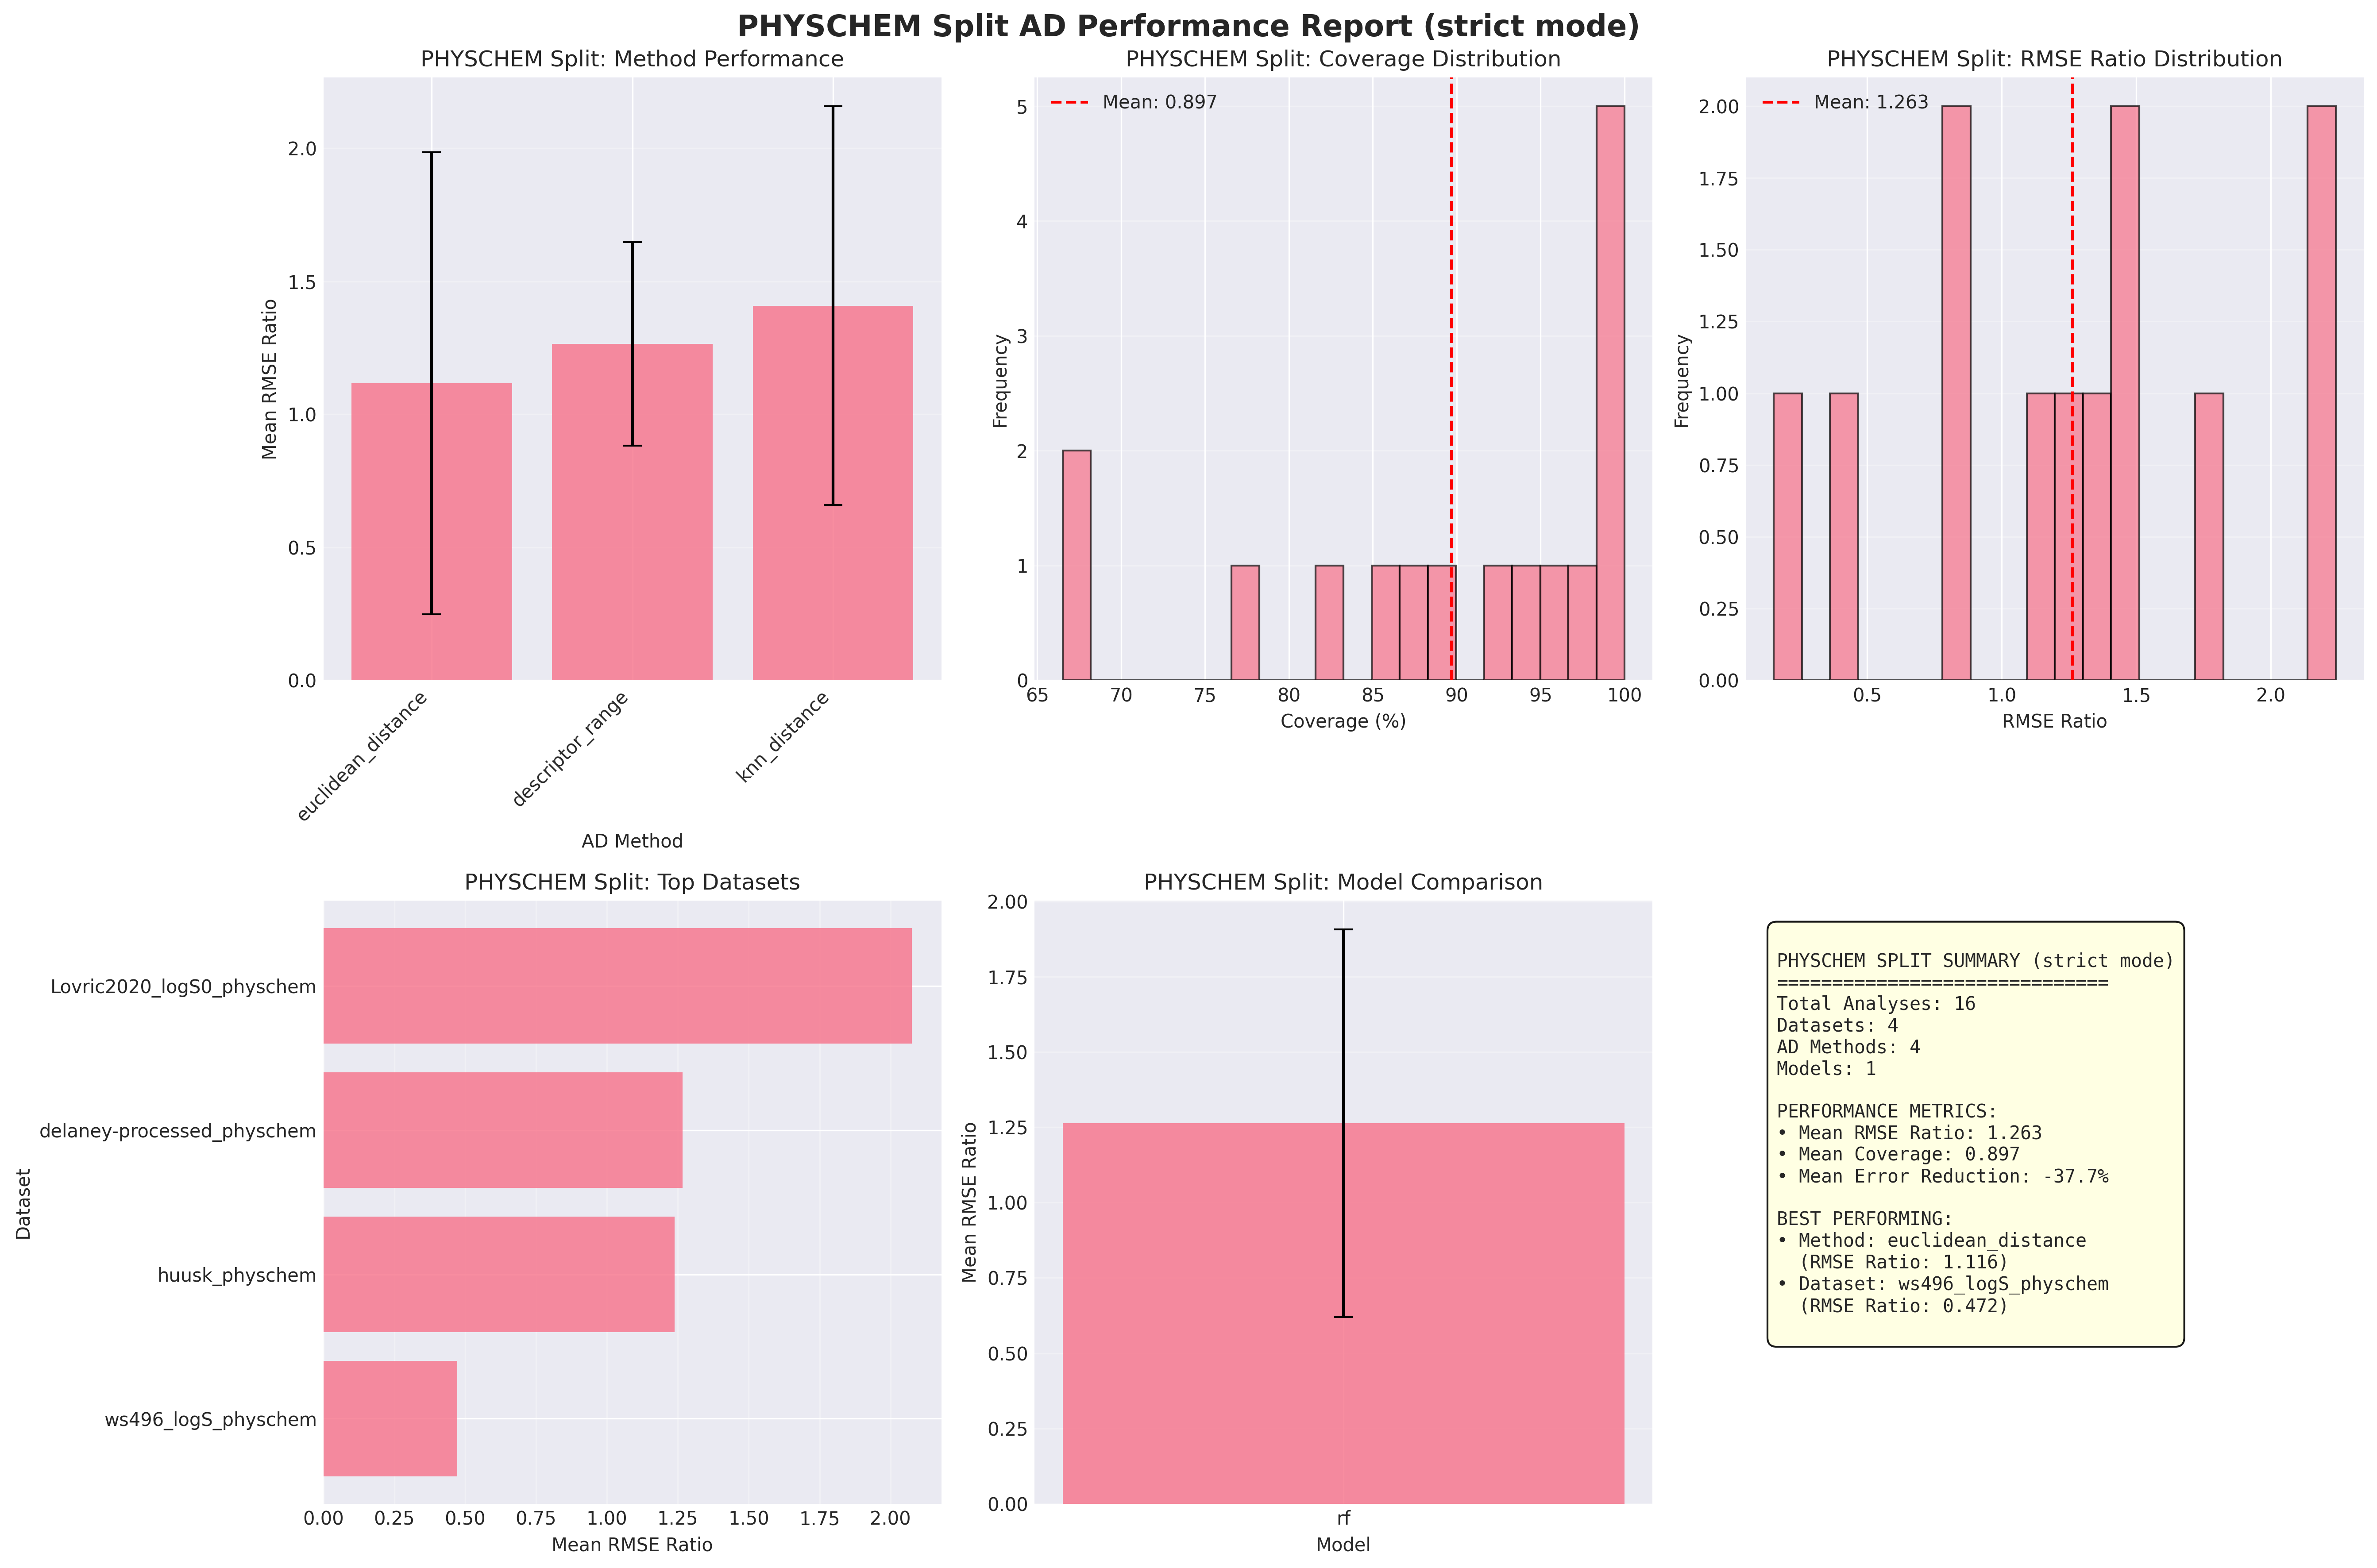 PHYSCHEM Split AD Performance Report (strict mode)
PHYSCHEM Split: Method Performance
Mean RMSE Ratio
2.0
1.5
1.0
0.5
0.0
euclidean_distance
descriptor_range
knn_distance
AD Method
PHYSCHEM Split: Coverage Distribution
Mean: 0.897
Frequency
5
4
3
2
1
0
65 70 75 80 85 90 95 100
Coverage (%)
PHYSCHEM Split: RMSE Ratio Distribution
Mean: 1.263
Frequency
2.00
1.75
1.50
1.25
1.00
0.75
0.50
0.25
0.00
0.5 1.0 1.5 2.0
RMSE Ratio
PHYSCHEM Split: Top Datasets
Dataset
Lovric2020_logS0_physchem
delaney-processed_physchem
huusk_physchem
ws496_logS_physchem
0.00 0.25 0.50 0.75 1.00 1.25 1.50 1.75 2.00
Mean RMSE Ratio
PHYSCHEM Split: Model Comparison
Mean RMSE Ratio
2.00
1.75
1.50
1.25
1.00
0.75
0.50
0.25
0.00
rf
Model
PHYSCHEM SPLIT SUMMARY (strict mode)
==============================
Total Analyses: 16
Datasets: 4
AD Methods: 4
Models: 1
PERFORMANCE METRICS:
• Mean RMSE Ratio: 1.263
• Mean Coverage: 0.897
• Mean Error Reduction: -37.7%
BEST PERFORMING:
• Method: euclidean_distance
(RMSE Ratio: 1.116)
• Dataset: ws496_logS_physchem
(RMSE Ratio: 0.472)